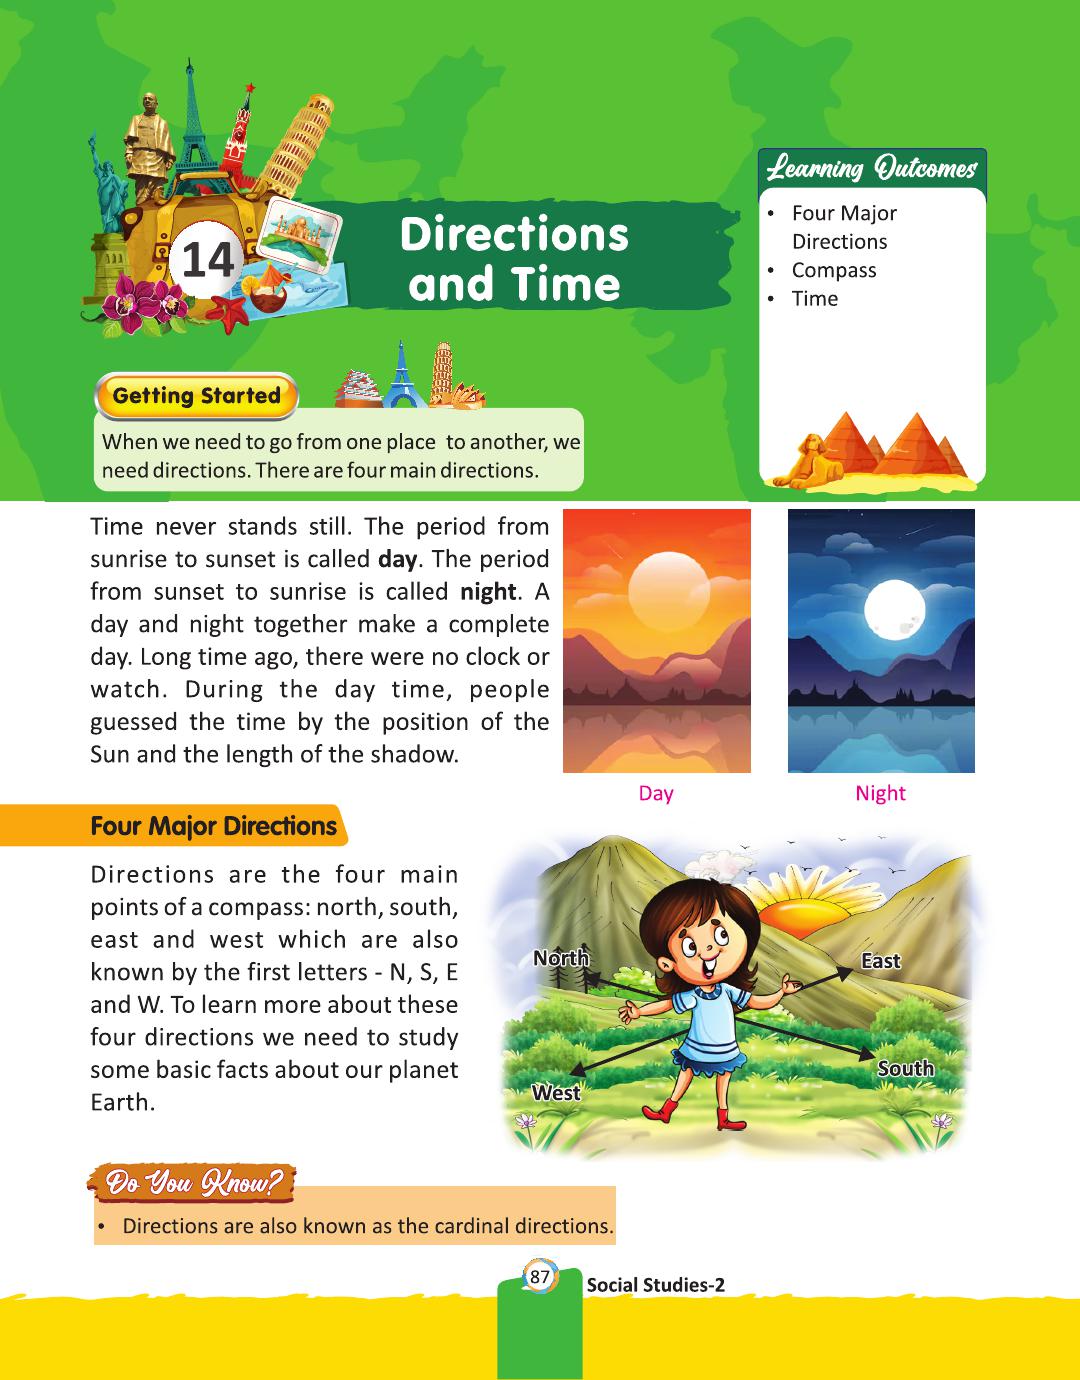 14
Directions
and Time
Learning Outcomes
• Four Major
Directions
• Compass
• Time
Getting Started
When we need to go from one place to another, we
need directions. There are four main directions.
Time never stands still. The period from
sunrise to sunset is called day. The period
from sunset to sunrise is called night. A
day and night together make a complete
day. Long time ago, there were no clock or
watch. During the day time, people
guessed the time by the position of the
Sun and the length of the shadow.
Day
Night
Four Major Directions
Directions are the four main
points of a compass: north, south,
east and west which are also
known by the first letters - N, S, E
and W. To learn more about these
four directions we need to study
some basic facts about our planet
Earth.
North
East
South
West
Do You Know?
• Directions are also known as the cardinal directions.
87
Social Studies-2